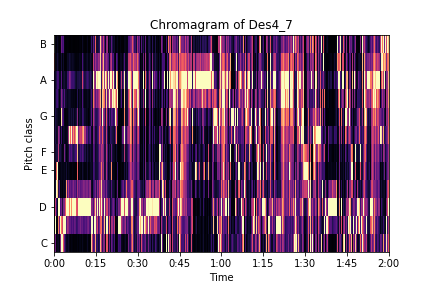 Chromagram of Des4_7
B
A
G
F
E
D
C
Pitch class
0:00 0:15 0:30 0:45 1:00 1:15 1:30 1:45 2:00
Time